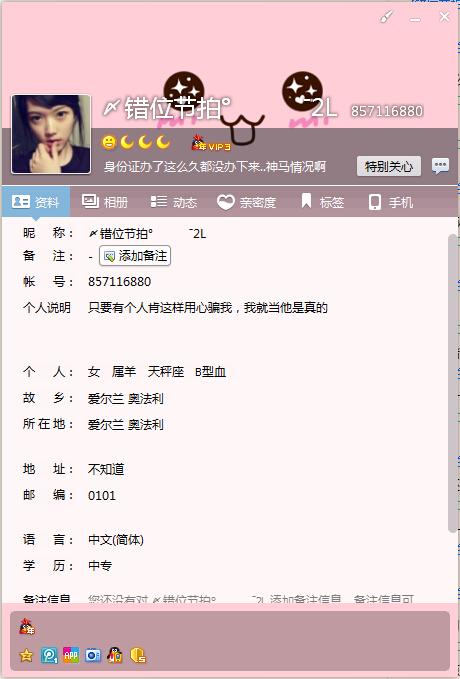 〆错位节拍° ˉ2L 857116880
年VIP3
身份证办了这么久都没办下来..神马情况啊 特别关心
资料 相册 动态 亲密度 标签 手机
昵 称： 〆错位节拍° ˉ2L
备 注： - 添加备注
帐 号： 857116880
个人说明 只要有个人肯这样用心骗我，我就当他是真的
个 人： 女 属羊 天秤座 B型血
故 乡： 爱尔兰 奥法利
所在地： 爱尔兰 奥法利
地 址： 不知道
邮 编： 0101
语 言： 中文(简体)
学 历： 中专
备注信息 您还没有对 〆错位节拍° ˉ2L 添加备注信息，备注信息可
年
APP